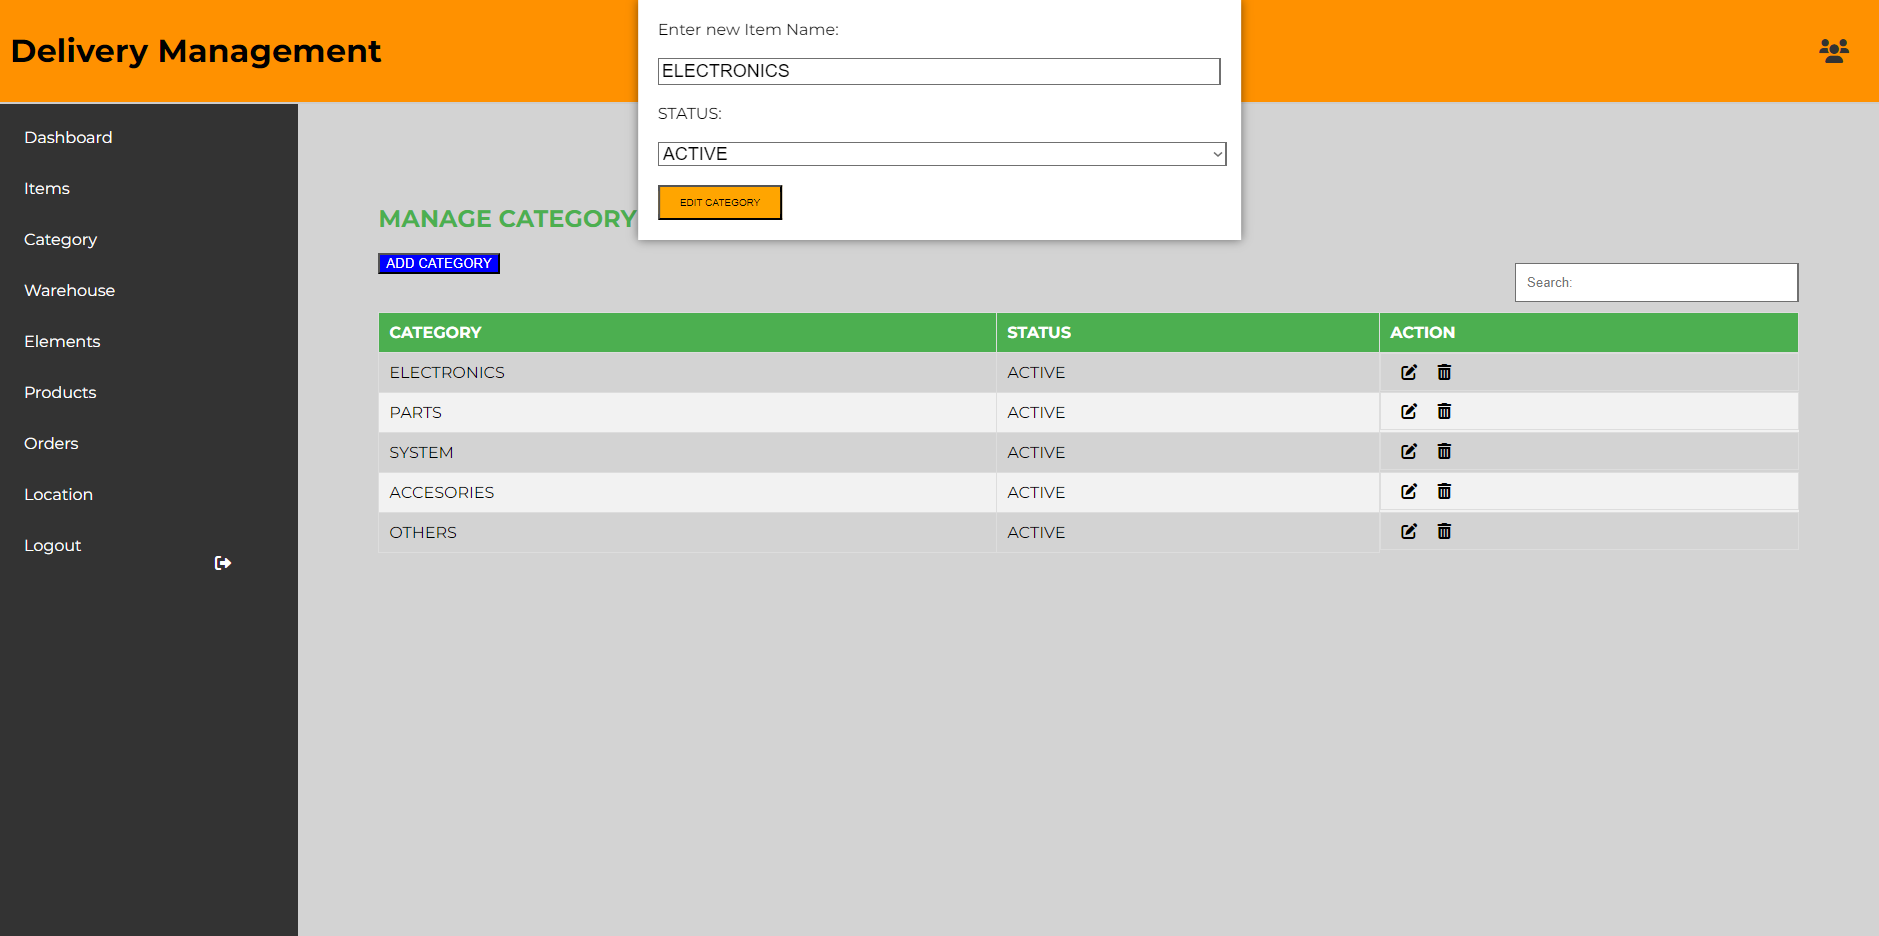 Delivery Management
Enter new Item Name:
ELECTRONICS
STATUS:
ACTIVE
EDIT CATEGORY
Dashboard
Items
Category
Warehouse
Elements
Products
Orders
Location
Logout
MANAGE CATEGORY
ADD CATEGORY
Search:
CATEGORY STATUS ACTION
ELECTRONICS ACTIVE
PARTS ACTIVE
SYSTEM ACTIVE
ACCESORIES ACTIVE
OTHERS ACTIVE